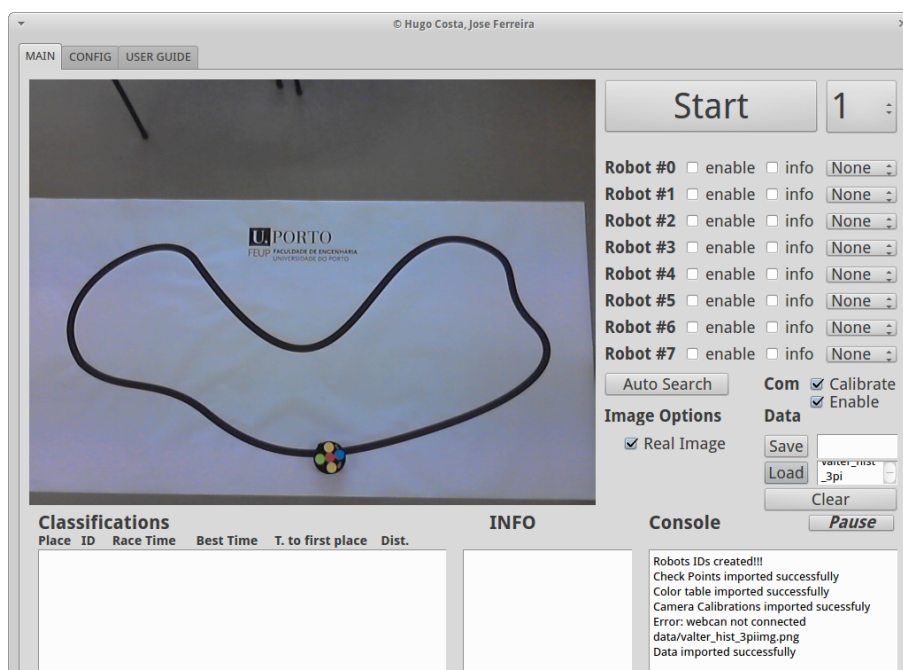 © Hugo Costa, Jose Ferreira
MAIN CONFIG USER GUIDE
U. PORTO
FEUP FACULDADE DE ENGENHARIA
UNIVERSIDADE DO PORTO
Start 1
Robot #0 enable info None
Robot #1 enable info None
Robot #2 enable info None
Robot #3 enable info None
Robot #4 enable info None
Robot #5 enable info None
Robot #6 enable info None
Robot #7 enable info None
Auto Search Com Calibrate
Enable
Image Options Data
Real Image Save
Load valter_hist
_3pi
Clear
Classifications INFO Console Pause
Place ID Race Time Best Time T. to first place Dist.
Robots IDs created!!!
Check Points imported successfully
Color table imported successfully
Camera Calibrations imported sucessfuly
Error: webcan not connected
data/valter_hist_3piimg.png
Data imported successfully